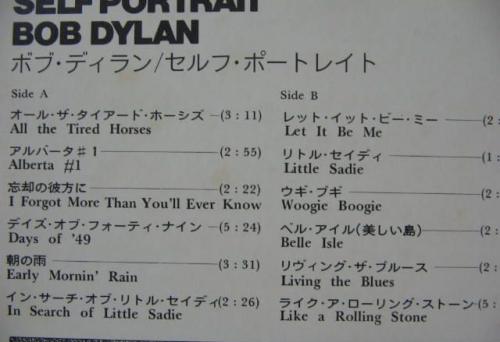 SELF PORTRAIT
BOB DYLAN
ボブ・ディラン/セルフ・ポートレイト
Side A
オール・ザ・タイアード・ホーシズ—(3:11)
All the Tired Horses
アルバータ♯1—(2:55)
Alberta #1
忘却の彼方に—(2:22)
I Forgot More Than You'll Ever Know
デイズ・オブ・フォーティ・ナイン—(5:24)
Days of '49
朝の雨—(3:31)
Early Mornin' Rain
イン・サーチ・オブ・リトル・セイディ(2:26)
In Search of Little Sadie
Side B
レット・イット・ビー・ミー—(2:
Let It Be Me
リトル・セイディ—(1:
Little Sadie
ウギ・ブギ—(2:
Woogie Boogie
ベル・アイル(美しい島)—(2:
Belle Isle
リヴィング・ザ・ブルース—(2:
Living the Blues
ライク・ア・ローリング・ストーン-(5:
Like a Rolling Stone